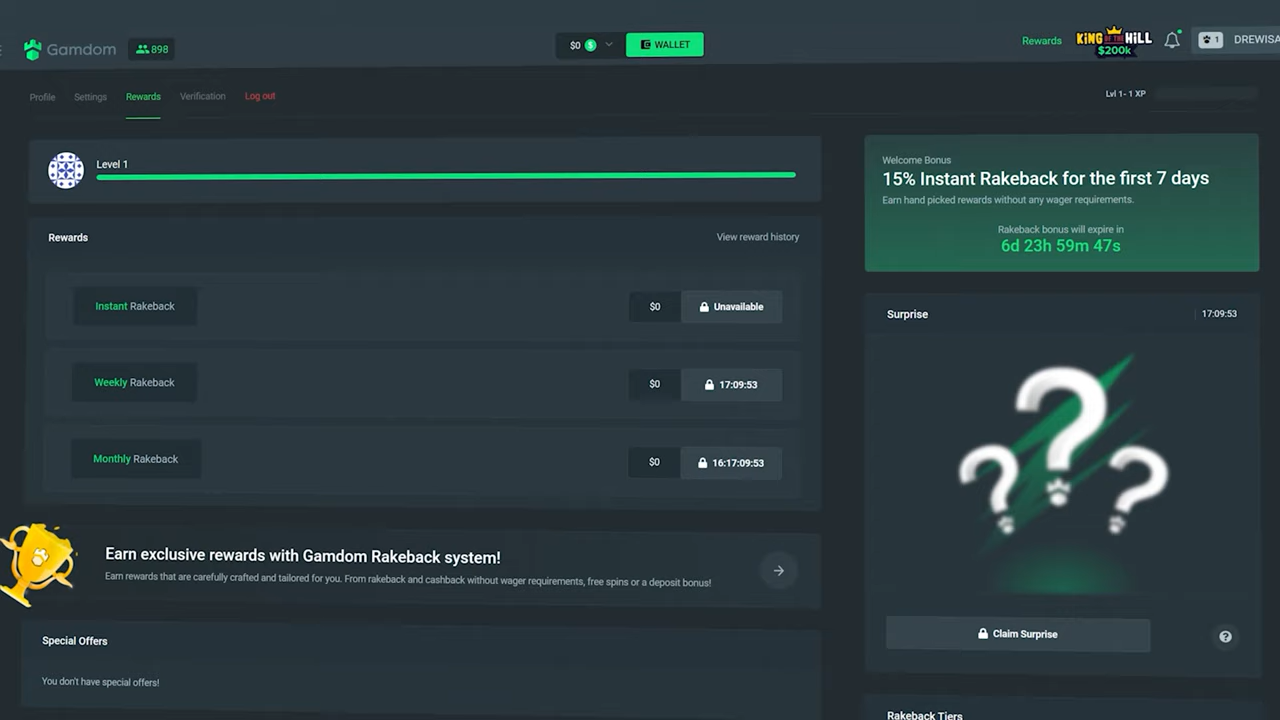 Gamdom
898
$0
WALLET
Rewards
KING OF THE HILL
$200k
1
DREWISA
Profile
Settings
Rewards
Verification
Log out
Lvl 1- 1 XP
Level 1
Welcome Bonus
15% Instant Rakeback for the first 7 days
Earn hand picked rewards without any wager requirements.
Rakeback bonus will expire in
6d 23h 59m 47s
Rewards
View reward history
Instant Rakeback
$0
Unavailable
Weekly Rakeback
$0
17:09:53
Monthly Rakeback
$0
16:17:09:53
Surprise
17:09:53
Claim Surprise
Earn exclusive rewards with Gamdom Rakeback system!
Earn rewards that are carefully crafted and tailored for you. From rakeback and cashback without wager requirements, free spins or a deposit bonus!
Special Offers
You don't have special offers!
Rakeback Tiers